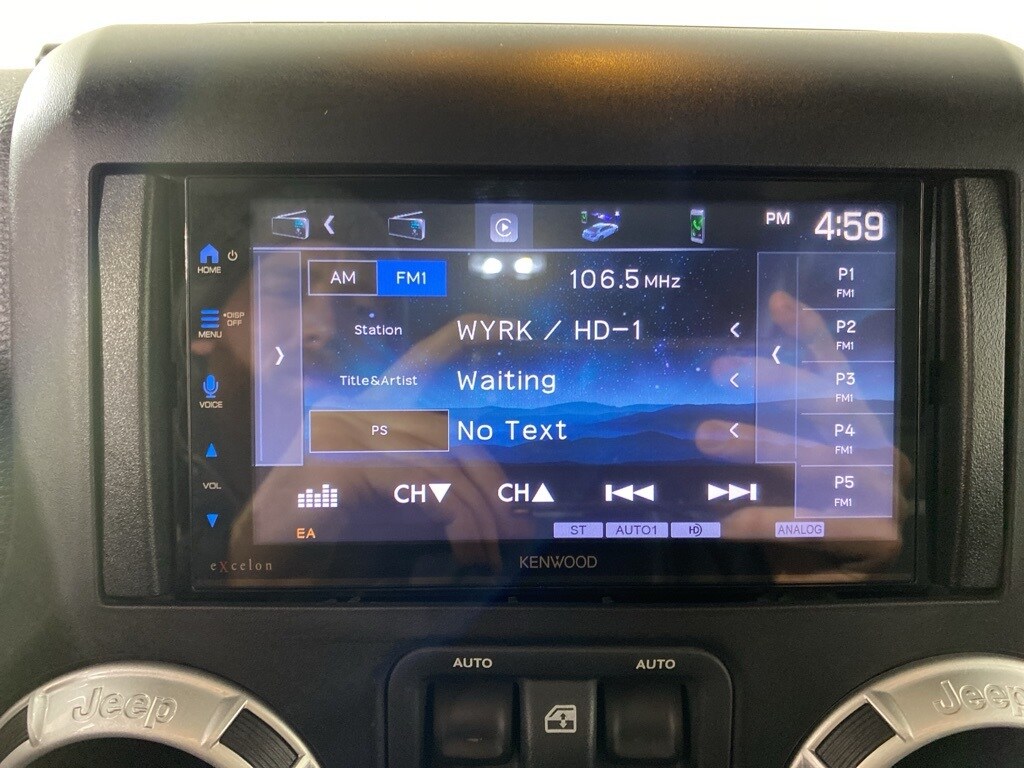 PM 4:59
HOME
MENU
•DISP
OFF
VOICE
VOL
AM FM1 106.5 MHz
Station WYRK / HD-1
Title&Artist Waiting
PS No Text
CH▼ CH▲
EA
ST AUTO1 HD ANALOG
P1
FM1
P2
FM1
P3
FM1
P4
FM1
P5
FM1
eXcelon
KENWOOD
AUTO AUTO
Jeep Jeep